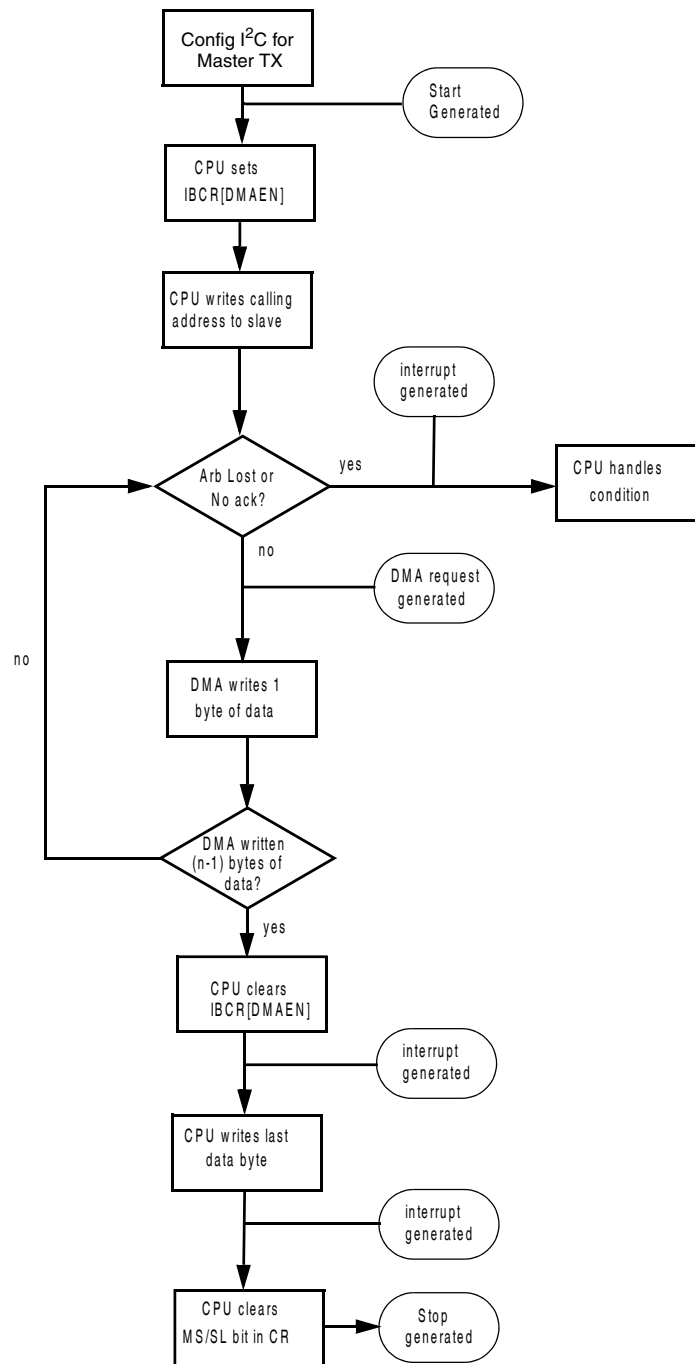 Config I²C for
Master TX
Start
Generated
CPU sets
IBCR[DMAEN]
CPU writes calling
address to slave
interrupt
generated
Arb Lost or
No ack?
yes
CPU handles
condition
no
DMA request
generated
no
DMA writes 1
byte of data
DMA written
(n-1) bytes of
data?
yes
CPU clears
IBCR[DMAEN]
interrupt
generated
CPU writes last
data byte
interrupt
generated
CPU clears
MS/SL bit in CR
Stop
generated